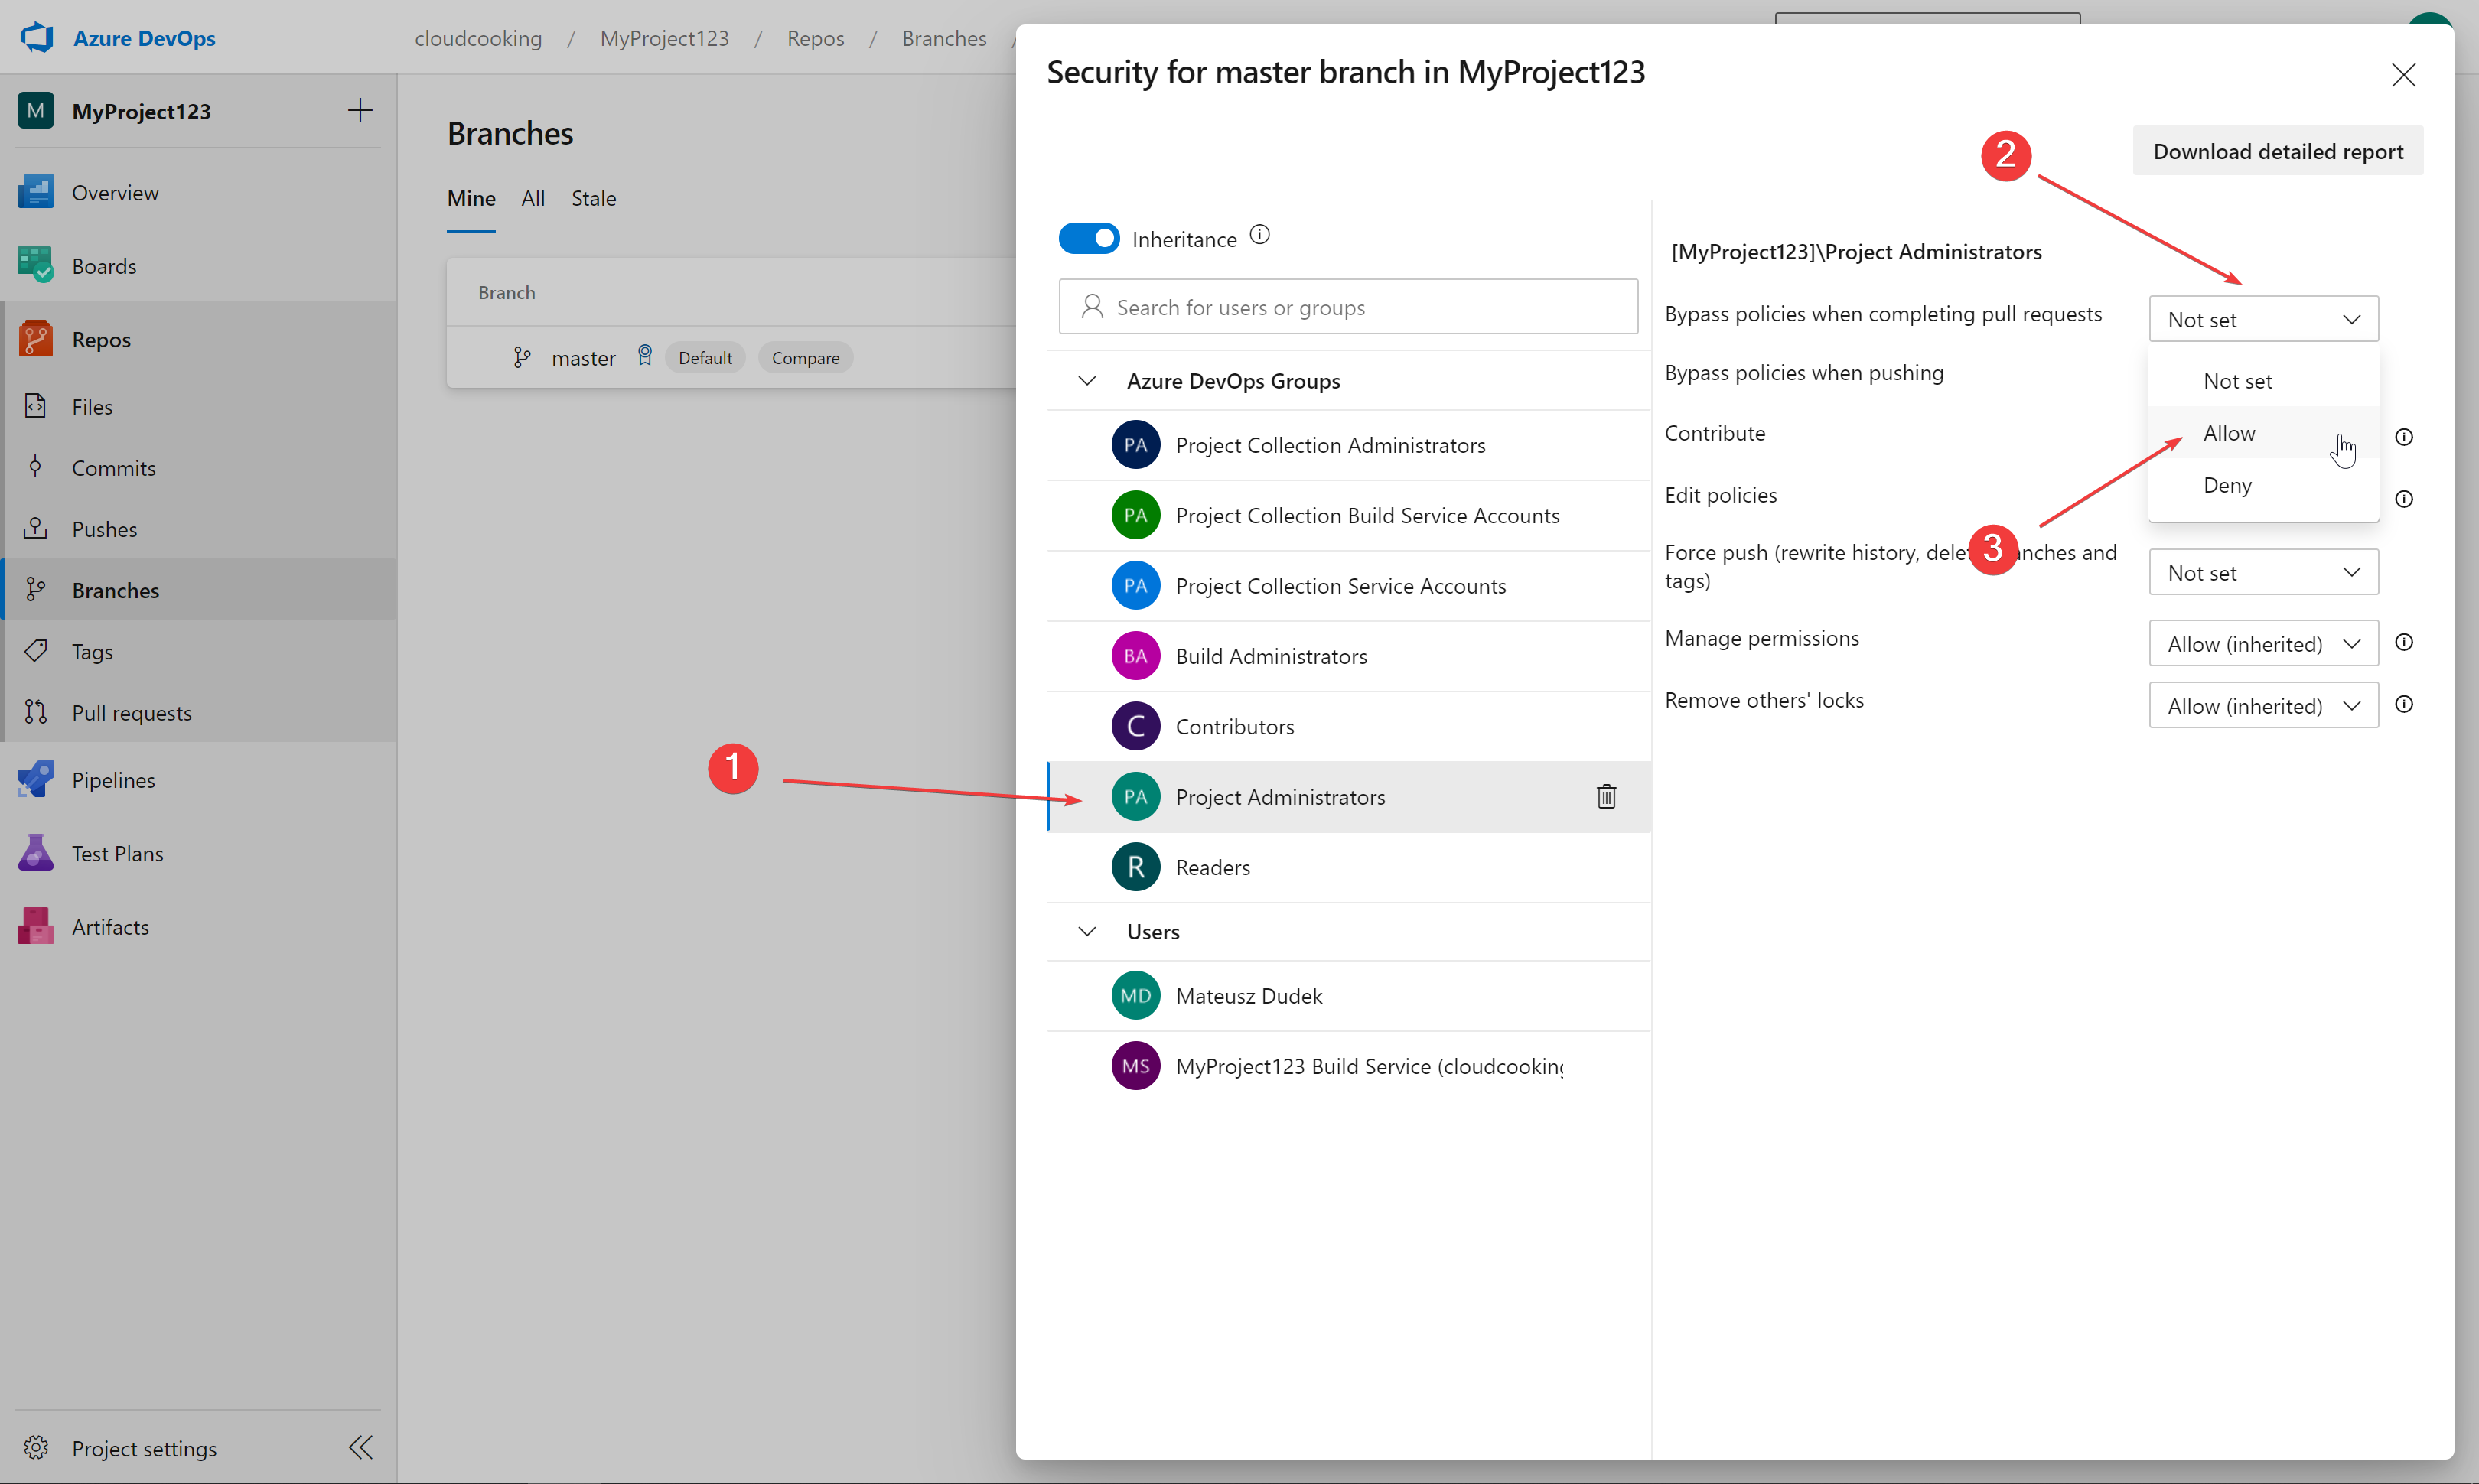 Azure DevOps
cloudcooking / MyProject123 / Repos / Branches /
M MyProject123
Overview
Boards
Repos
Files
Commits
Pushes
Branches
Tags
Pull requests
Pipelines
Test Plans
Artifacts
Project settings
Branches
Mine All Stale
Branch
master Default Compare
1
Security for master branch in MyProject123
2
Download detailed report
Inheritance
Search for users or groups
Azure DevOps Groups
PA Project Collection Administrators
PA Project Collection Build Service Accounts
PA Project Collection Service Accounts
BA Build Administrators
C Contributors
PA Project Administrators
R Readers
Users
MD Mateusz Dudek
MS MyProject123 Build Service (cloudcooking
[MyProject123]\Project Administrators
Bypass policies when completing pull requests Not set
Bypass policies when pushing Not set
Contribute Allow
Edit policies Deny
3
Force push (rewrite history, and
tags) Not set
Manage permissions Allow (inherited)
Remove others' locks Allow (inherited)